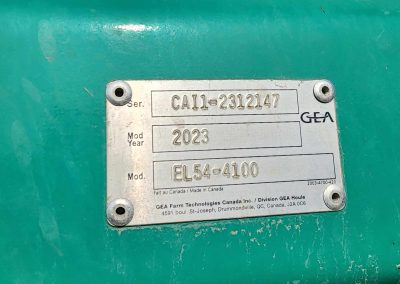 Ser. CAI1-2312147
GEA
Mod Year 2023
Mod. EL54-4100
Fait au Canada / Made in Canada
GEA Farm Technologies Canada Inc. / Division GEA Houle
4591 boul. St-Joseph, Drummondville, QC, Canada, J2A 0C6